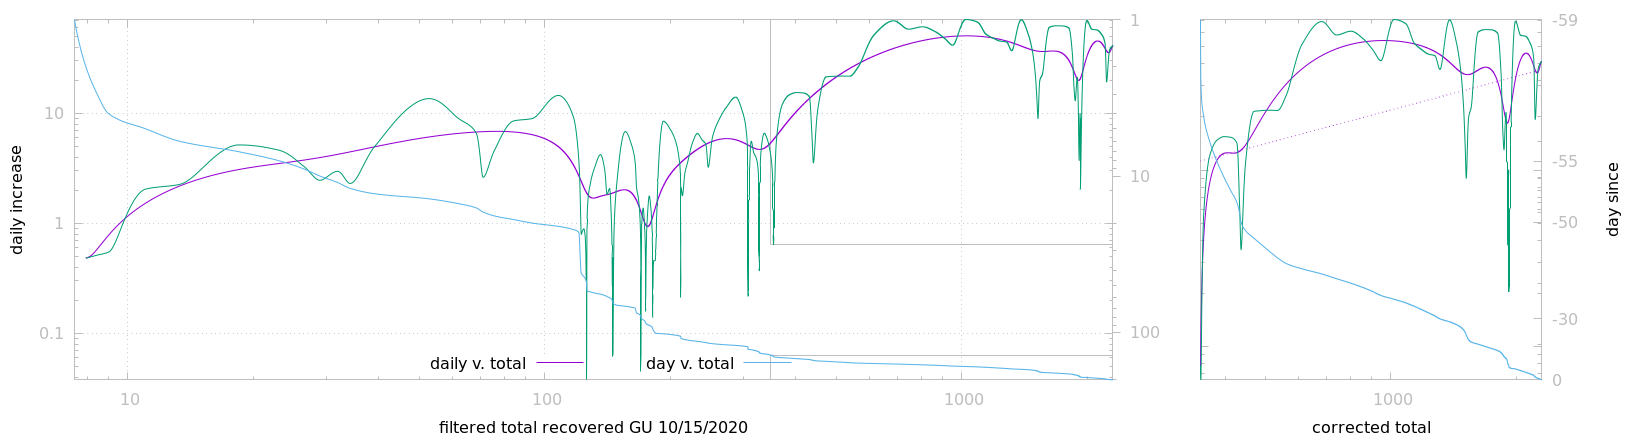 daily increase
10
1
0.1
10
100
1000
1
10
100
daily v. total
day v. total
filtered total recovered GU 10/15/2020
-59
-55
-50
-30
0
day since
1000
corrected total